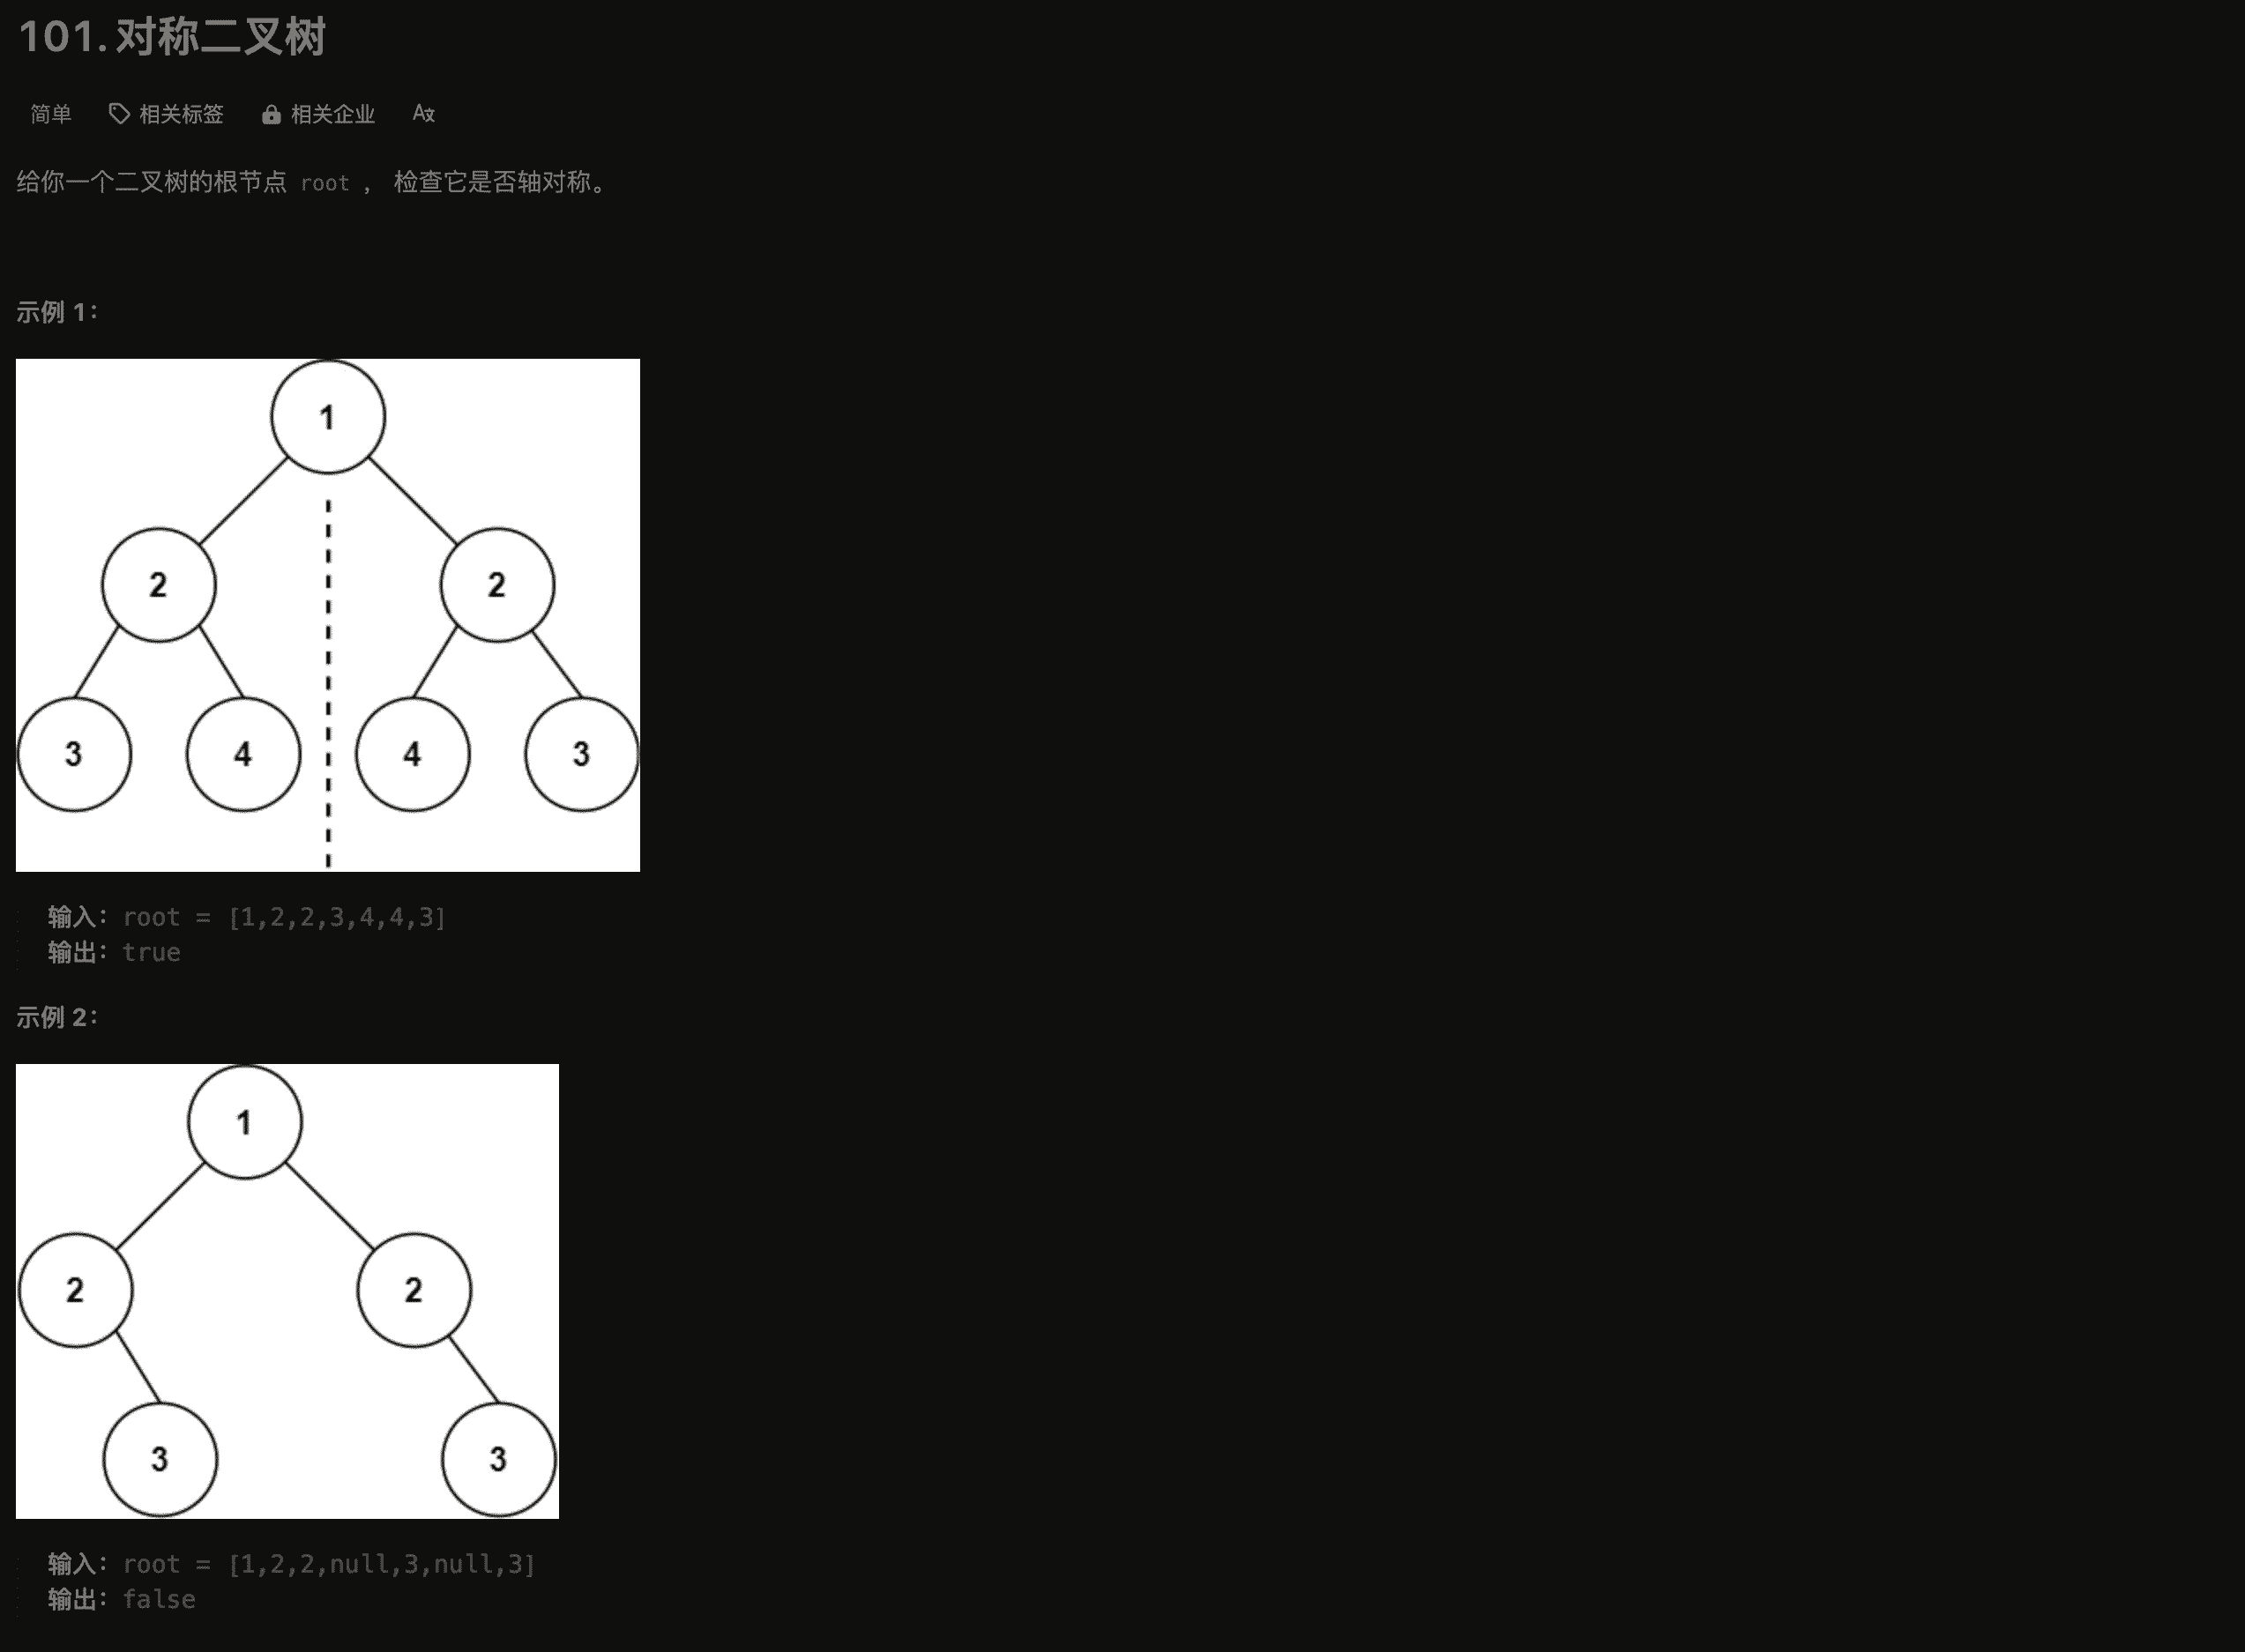 101. 对称二叉树
简单 相关标签 相关企业 Ax
给你一个二叉树的根节点 root ， 检查它是否轴对称。
示例 1：
1
2 2
3 4 4 3
输入：root = [1,2,2,3,4,4,3]
输出：true
示例 2：
1
2 2
3 3
输入：root = [1,2,2,null,3,null,3]
输出：false